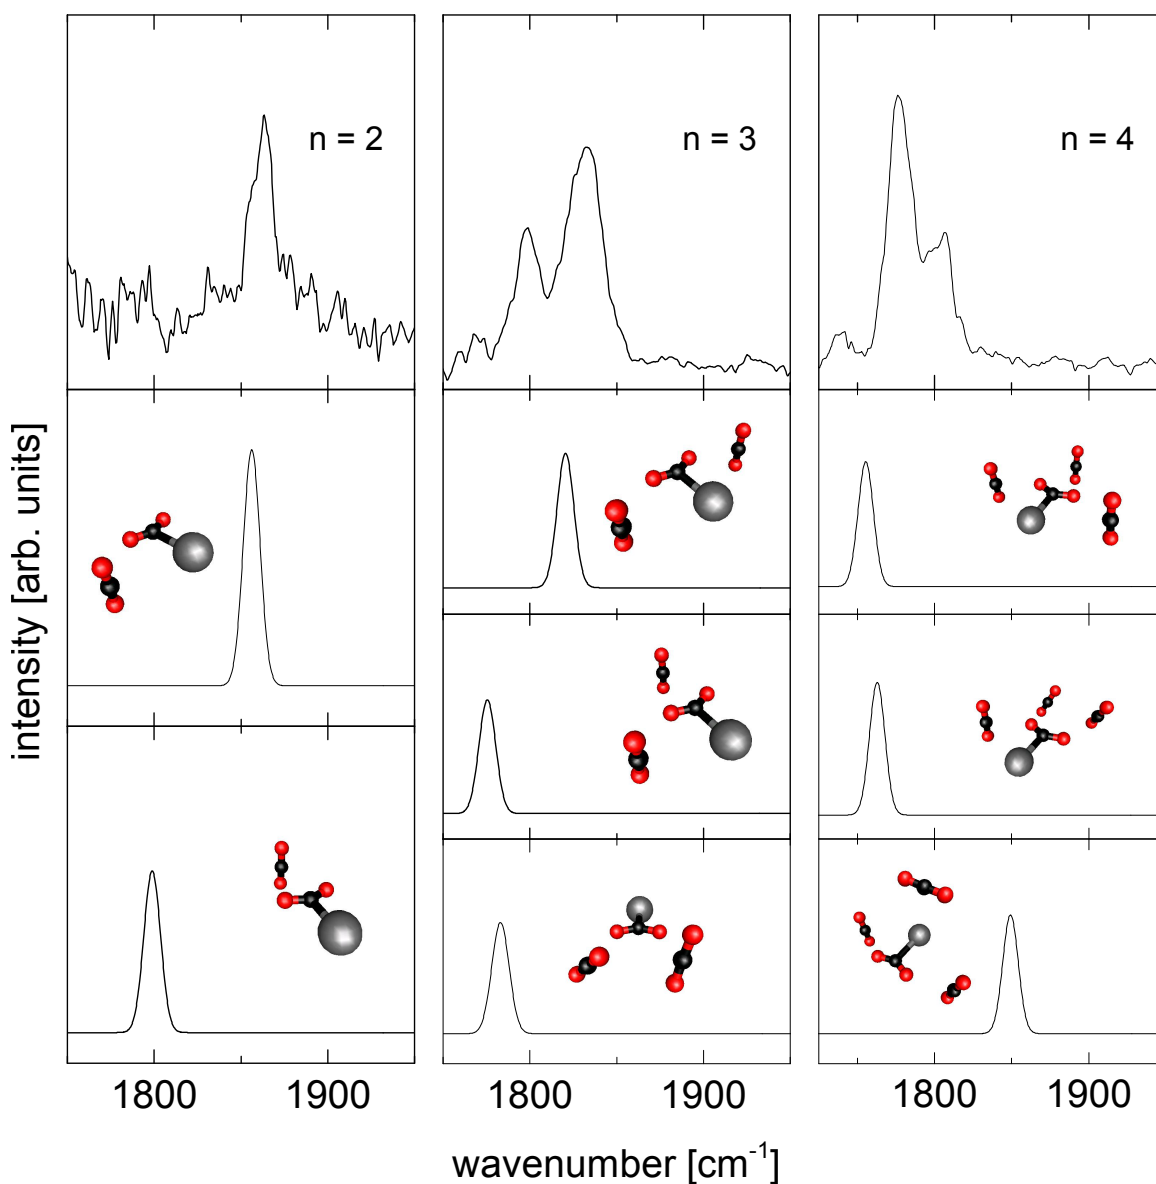 n = 2
n = 3
n = 4
intensity [arb. units]
1800 1900 1800 1900 1800 1900
wavenumber [cm⁻¹]